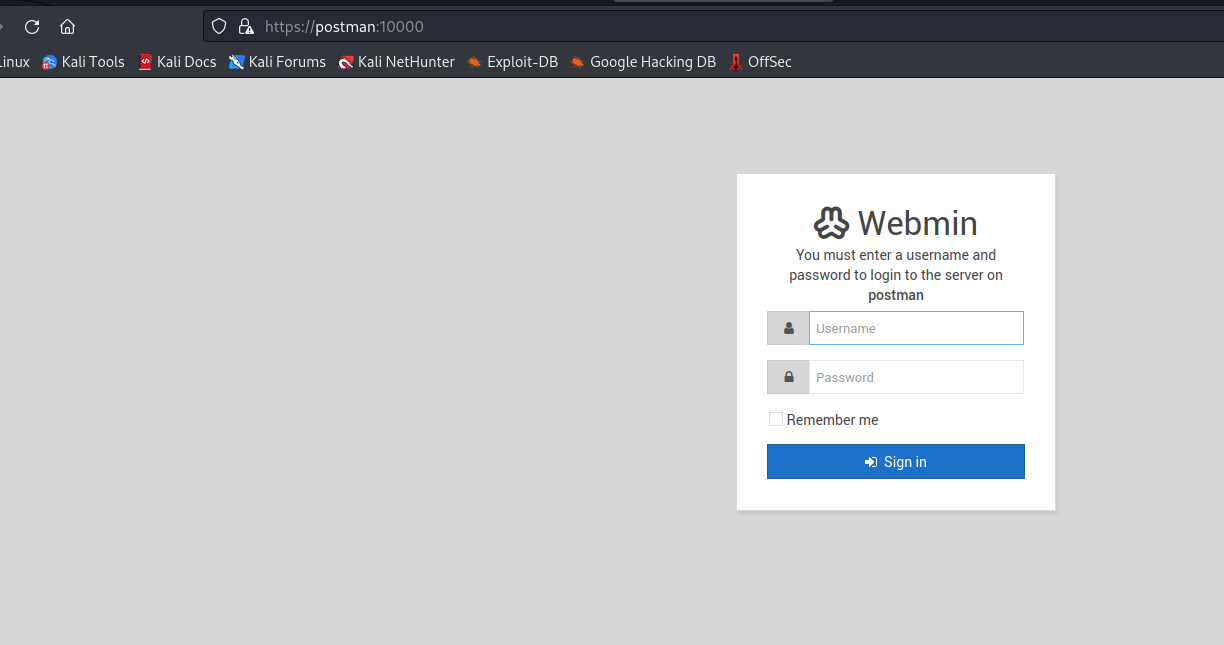 https://postman:10000
Linux Kali Tools Kali Docs Kali Forums Kali NetHunter Exploit-DB Google Hacking DB OffSec
Webmin
You must enter a username and
password to login to the server on
postman
Username
Password
Remember me
Sign in